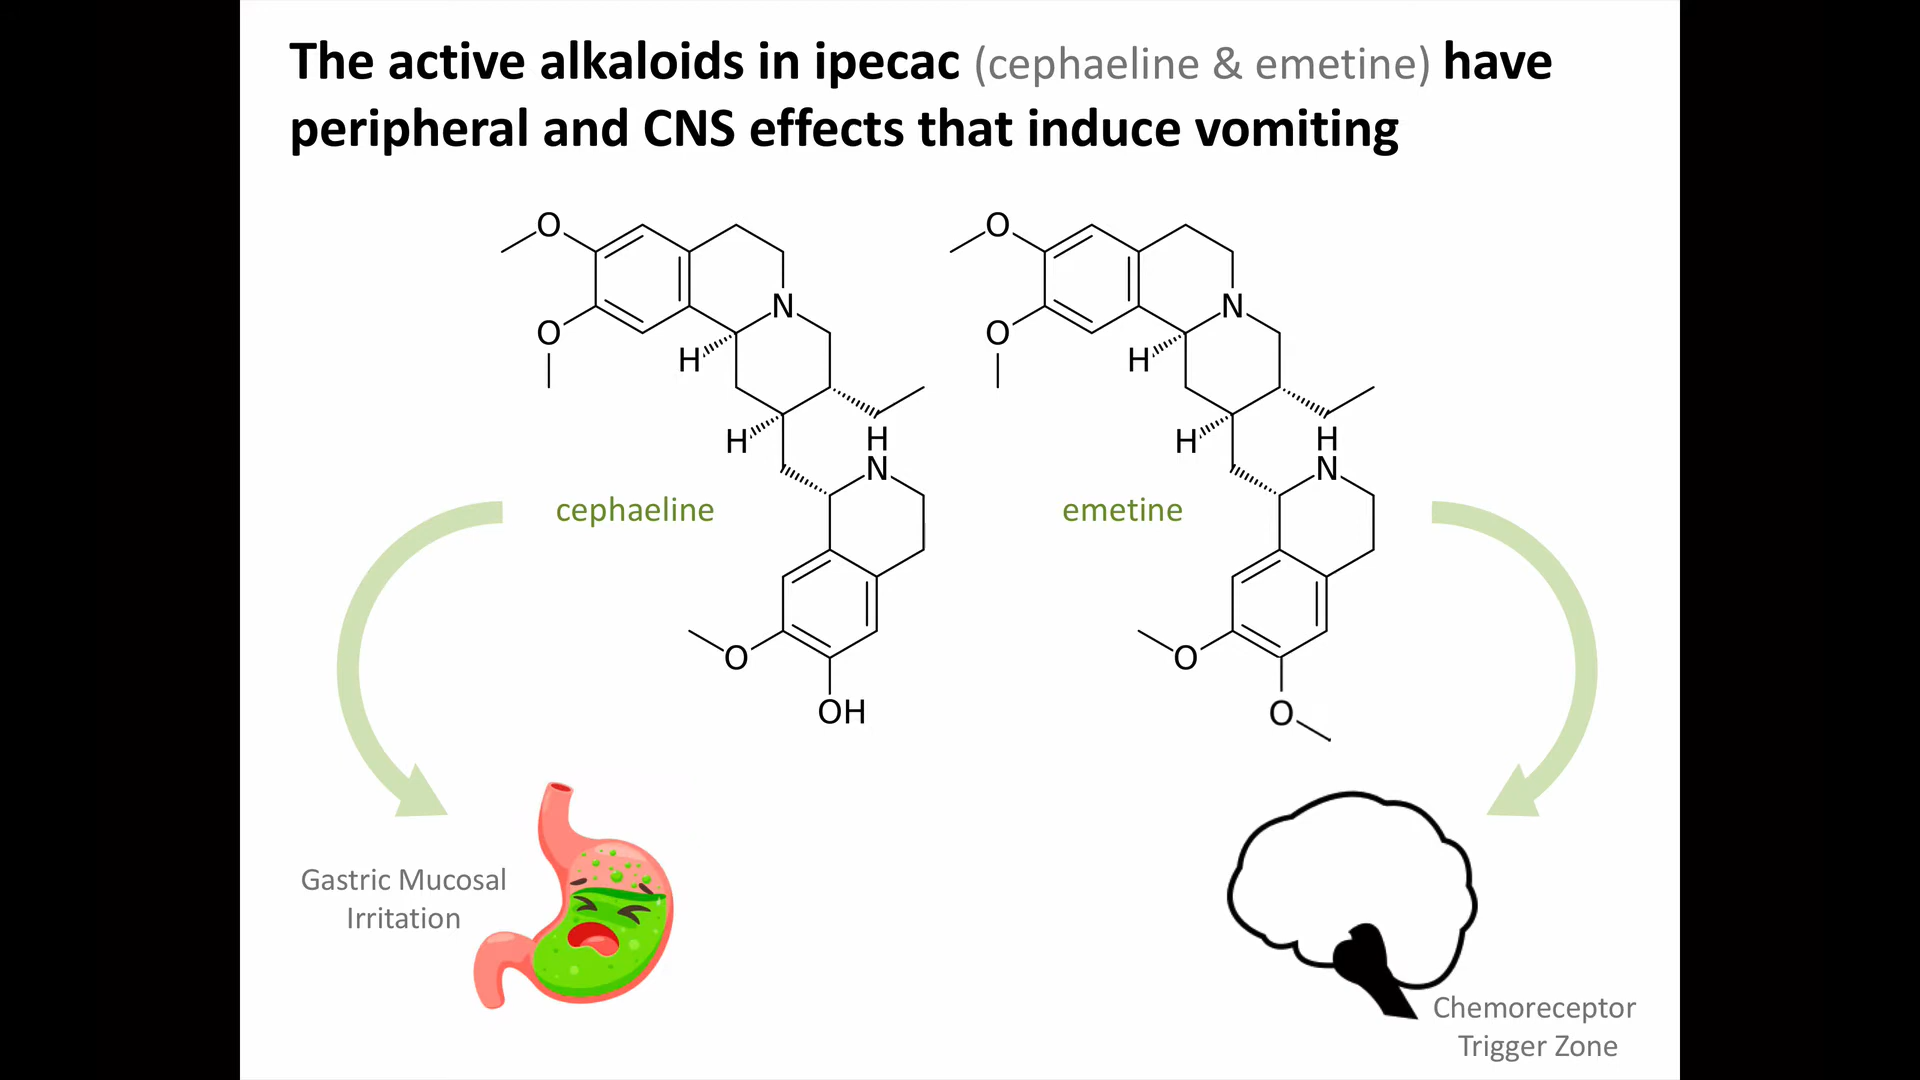 The active alkaloids in ipecac (cephaeline & emetine) have
peripheral and CNS effects that induce vomiting
O
O
N
H
H
H
N
O
OH
cephaeline
O
O
N
H
H
H
N
O
O
emetine
Gastric Mucosal
Irritation
Chemoreceptor
Trigger Zone